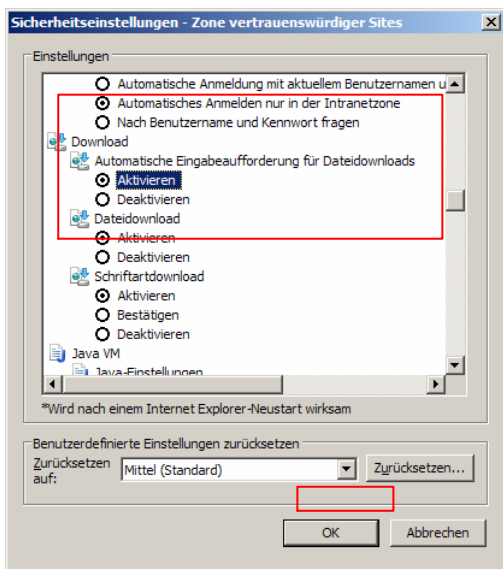 Sicherheitseinstellungen - Zone vertrauenswürdiger Sites
Einstellungen
Automatische Anmeldung mit aktuellem Benutzernamen u
Automatisches Anmelden nur in der Intranetzone
Nach Benutzername und Kennwort fragen
Download
Automatische Eingabeaufforderung für Dateidownloads
Aktivieren
Deaktivieren
Dateidownload
Aktivieren
Deaktivieren
Schriftartdownload
Aktivieren
Bestätigen
Deaktivieren
Java VM
Java-Einstellungen
*Wird nach einem Internet Explorer-Neustart wirksam
Benutzerdefinierte Einstellungen zurücksetzen
Zurücksetzen
auf:
Mittel (Standard)
Zurücksetzen...
OK
Abbrechen